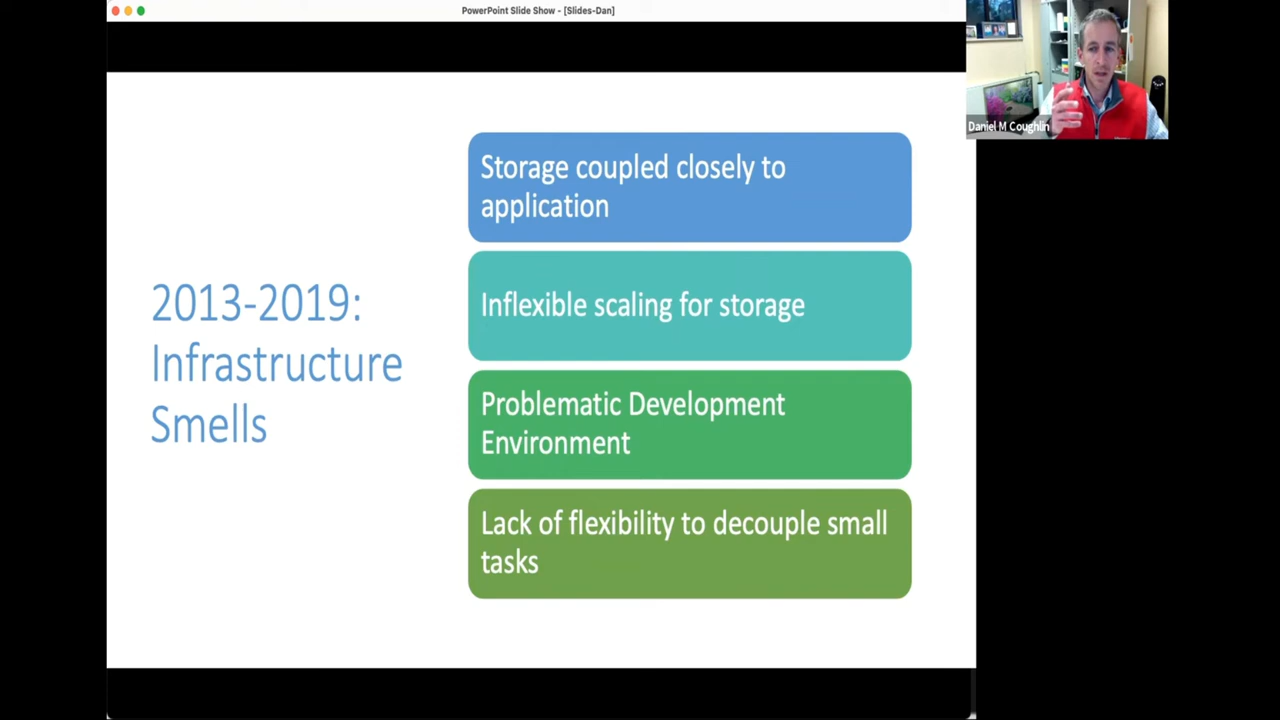 PowerPoint Slide Show - [Slides-Dan]
Daniel M Coughlin
2013-2019:
Infrastructure
Smells
Storage coupled closely to
application
Inflexible scaling for storage
Problematic Development
Environment
Lack of flexibility to decouple small
tasks